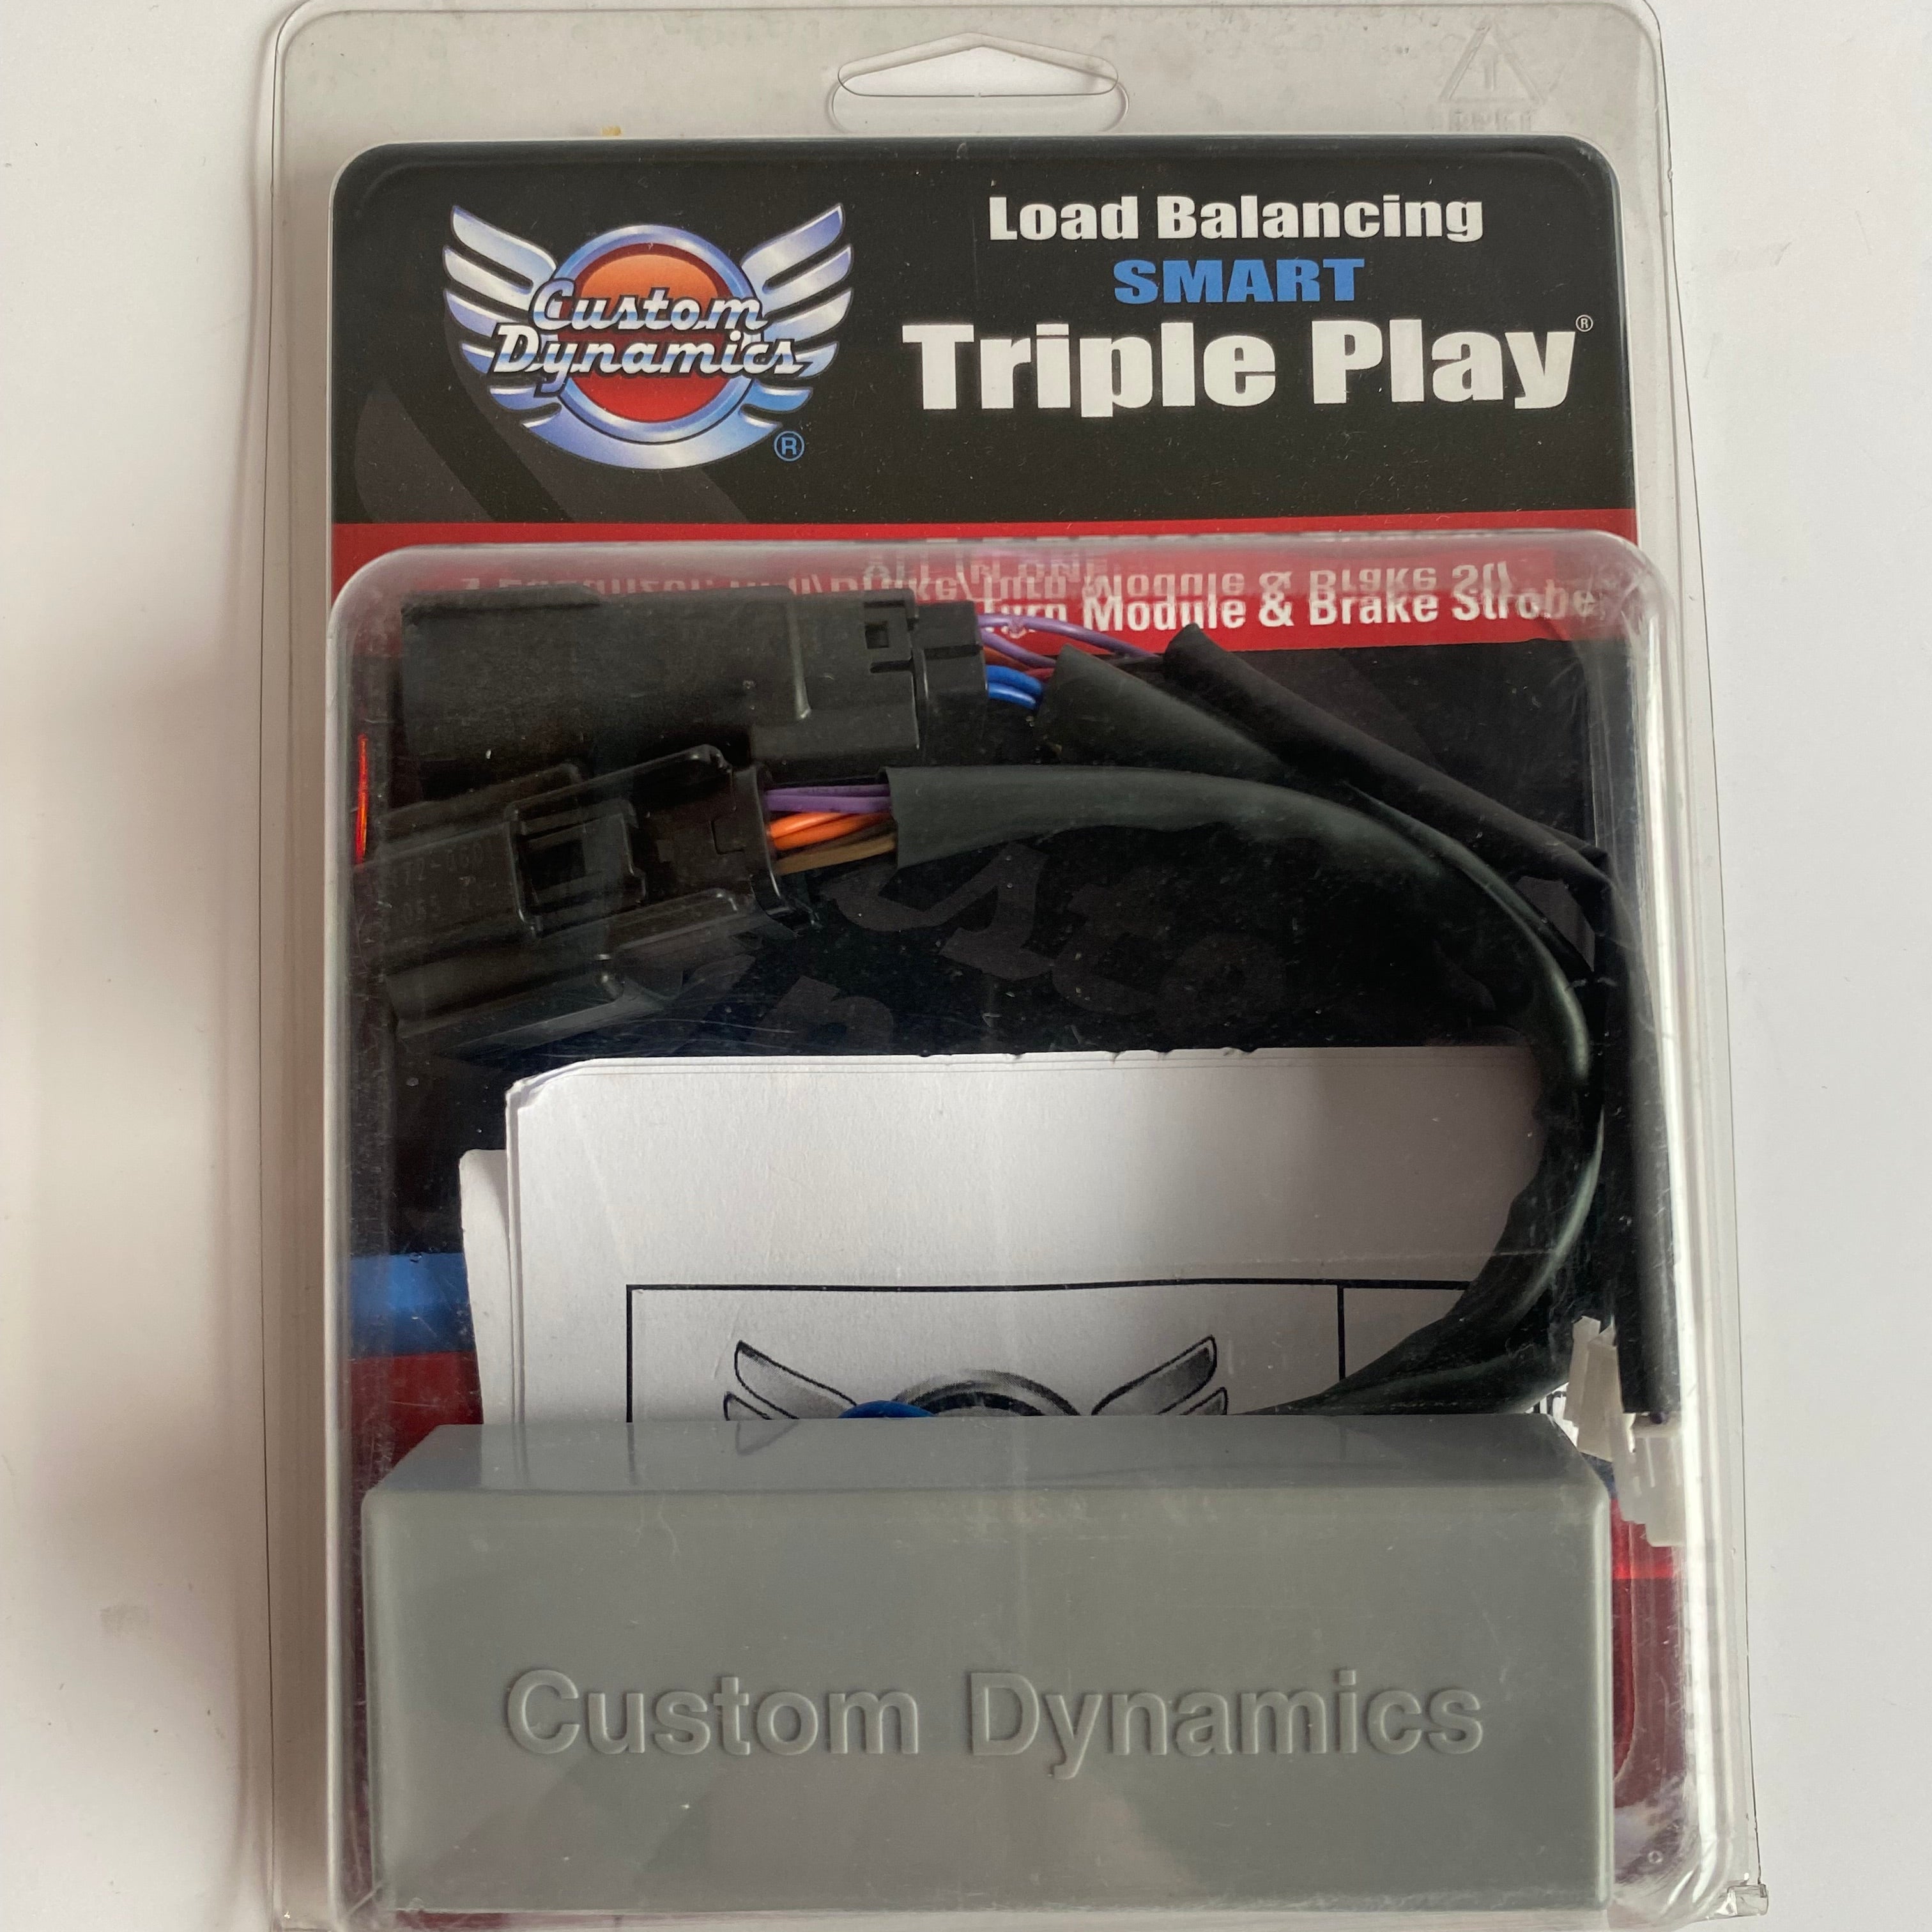 Custom
Dynamics
®
Load Balancing
SMART
Triple Play®
Turn Module & Brake Strobe
Custom Dynamics